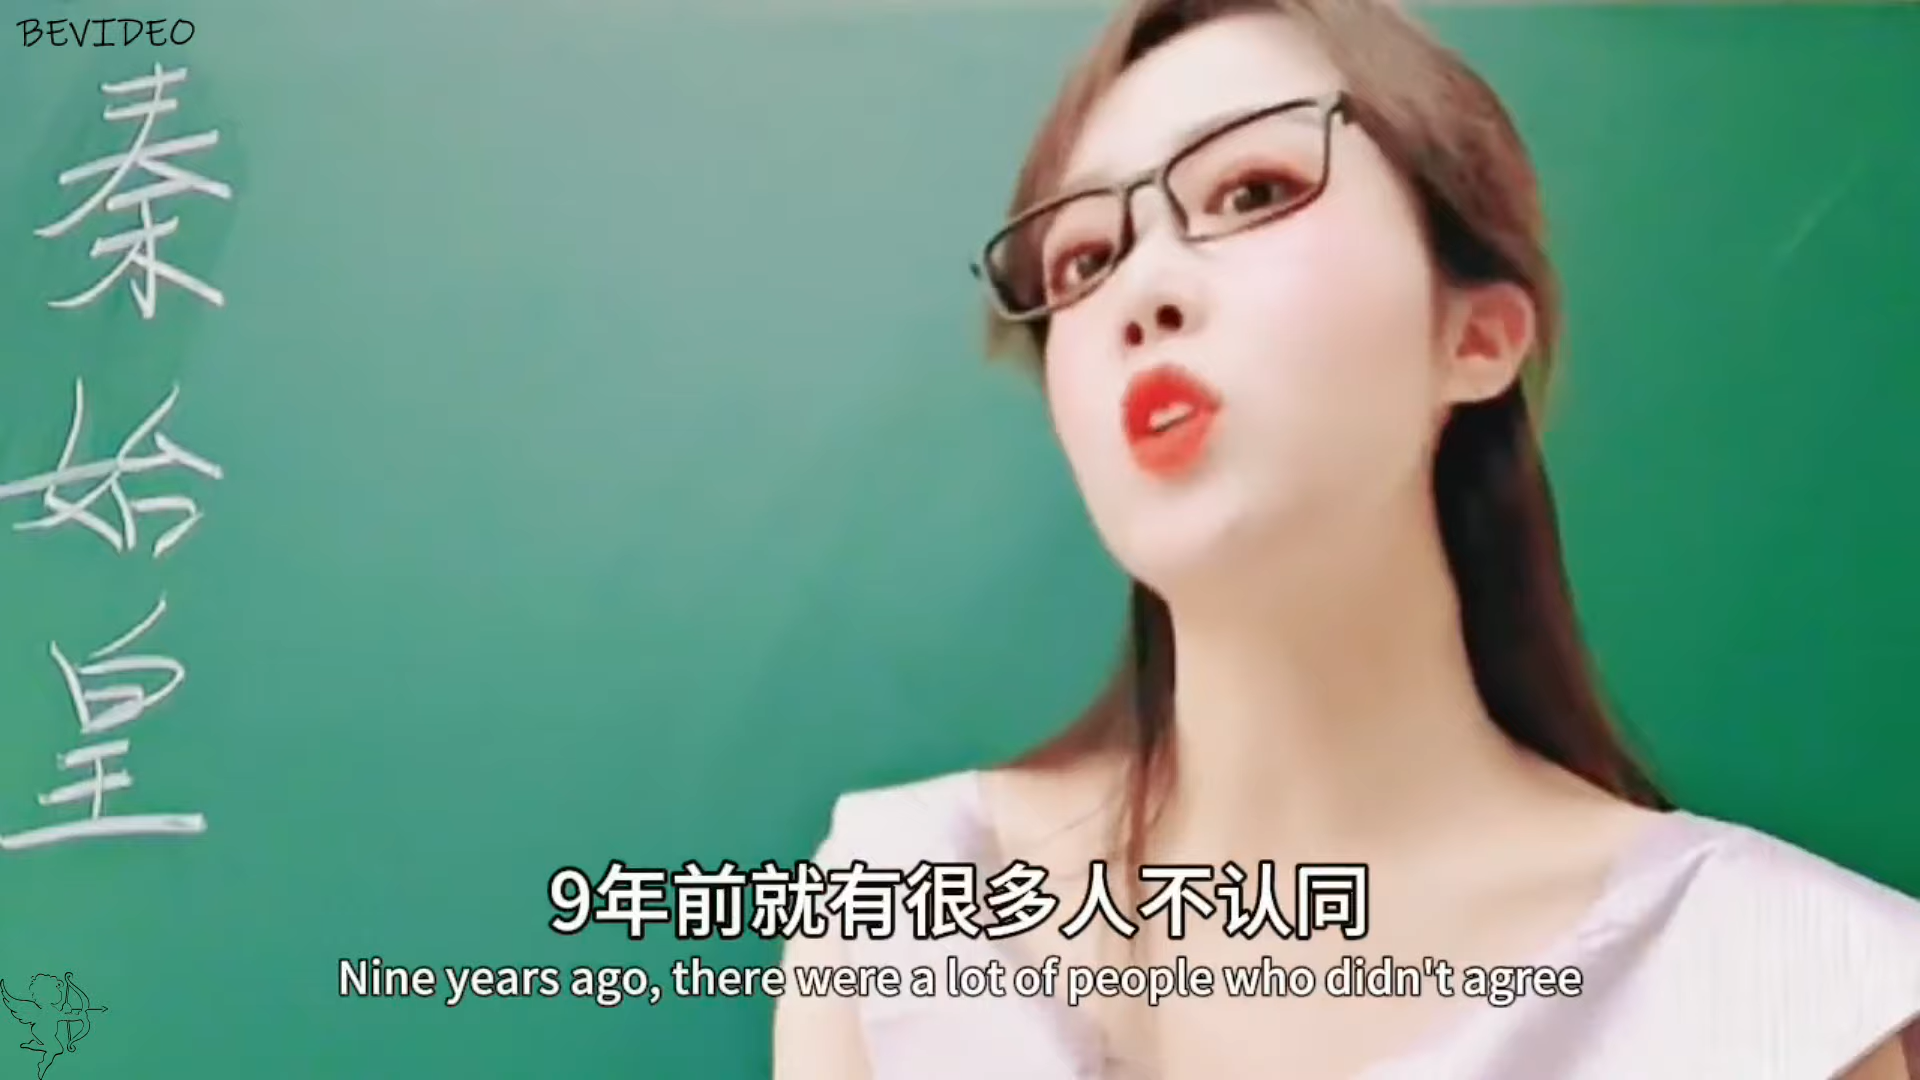 BEVIDEO
秦始皇
9年前就有很多人不认同
Nine years ago, there were a lot of people who didn't agree